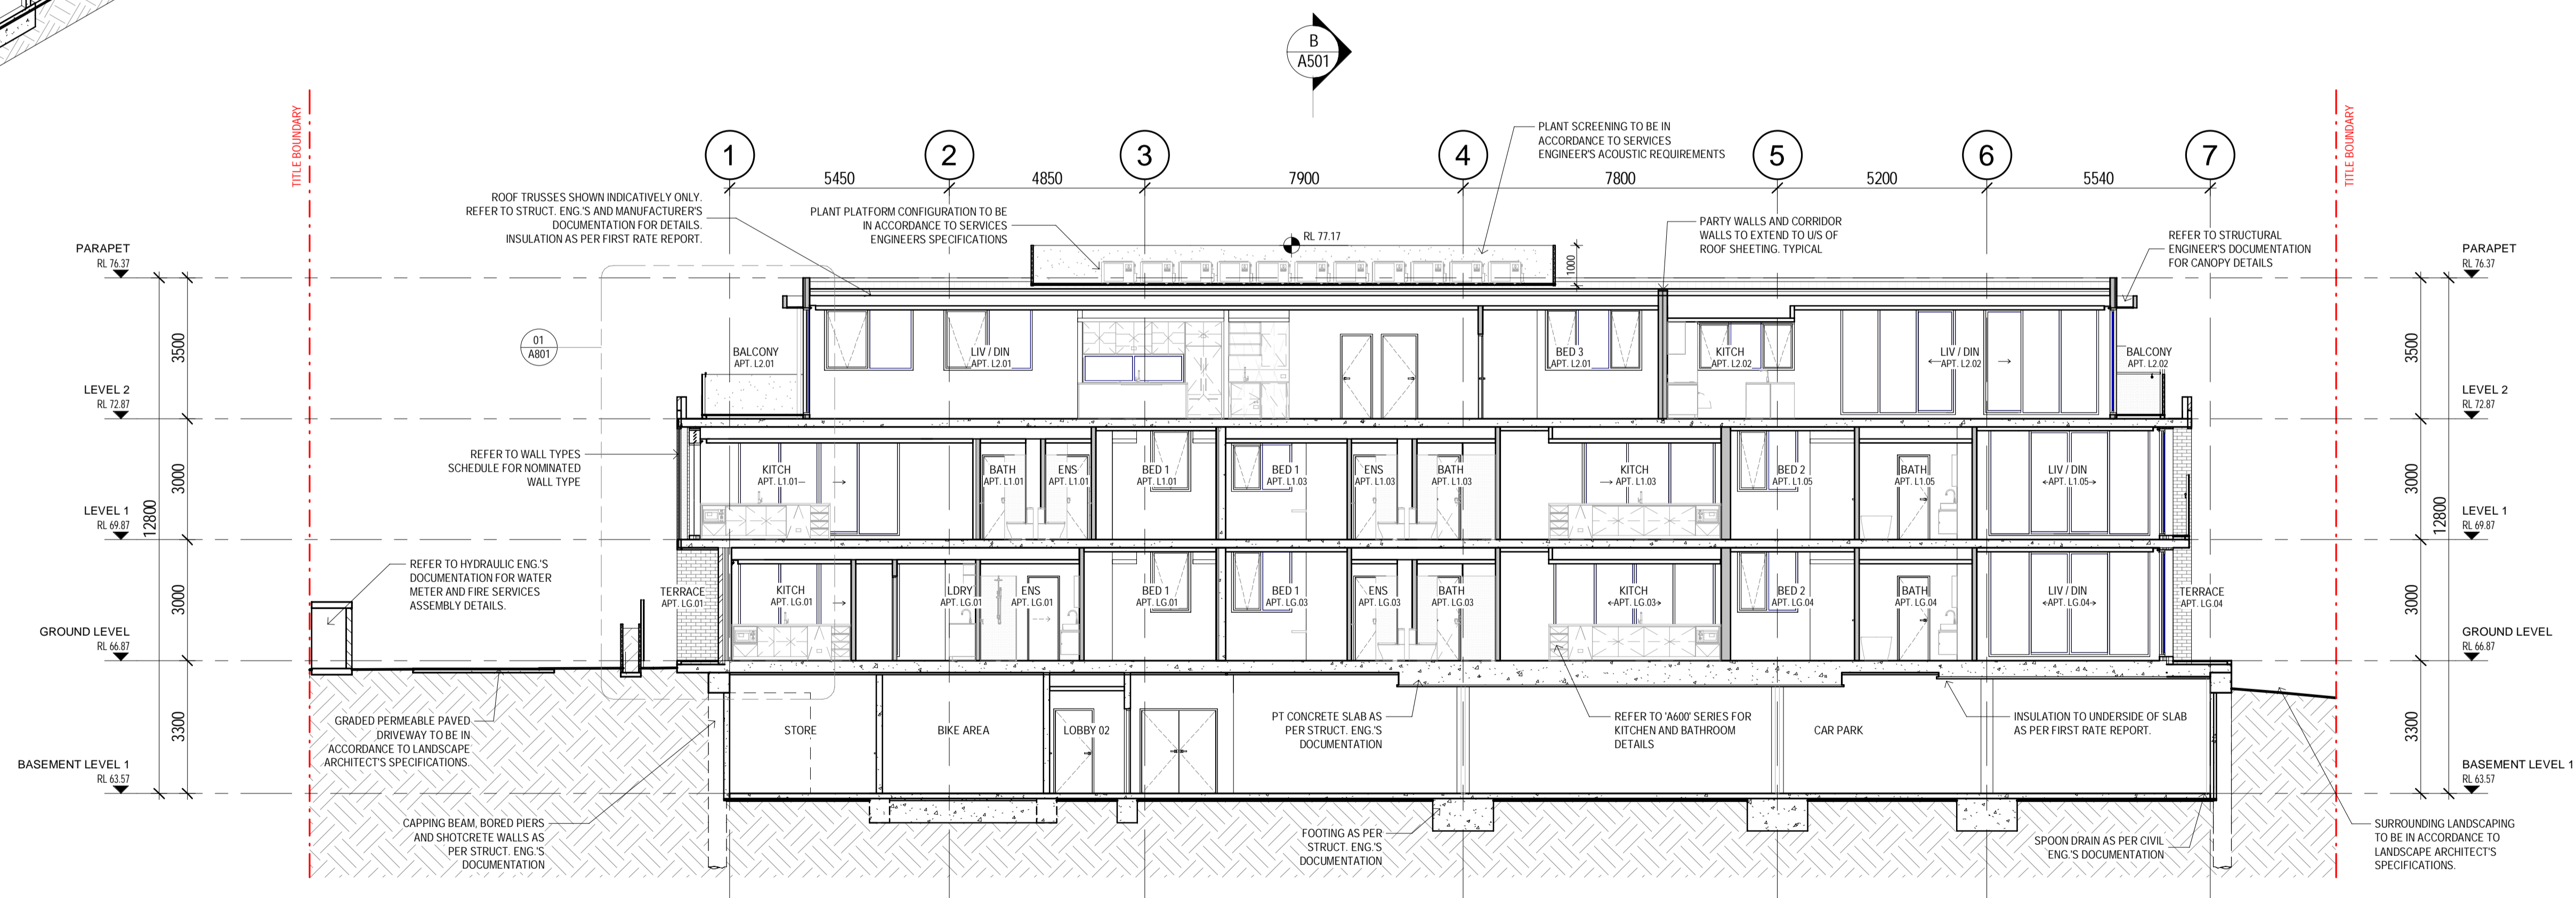 B
A501
TITLE BOUNDARY
TITLE BOUNDARY
1
2
3
4
5
6
7
5450
4850
7900
7800
5200
5540
PLANT SCREENING TO BE IN
ACCORDANCE TO SERVICES
ENGINEER'S ACOUSTIC REQUIREMENTS
ROOF TRUSSES SHOWN INDICATIVELY ONLY.
REFER TO STRUCT. ENG.'S AND MANUFACTURER'S
DOCUMENTATION FOR DETAILS.
INSULATION AS PER FIRST RATE REPORT.
PLANT PLATFORM CONFIGURATION TO BE
IN ACCORDANCE TO SERVICES
ENGINEERS SPECIFICATIONS
RL 77.17
1000
PARTY WALLS AND CORRIDOR
WALLS TO EXTEND TO U/S OF
ROOF SHEETING. TYPICAL
REFER TO STRUCTURAL
ENGINEER'S DOCUMENTATION
FOR CANOPY DETAILS
PARAPET
RL 76.37
PARAPET
RL 76.37
01
A801
3500
3500
BALCONY
APT. L2.01
LIV / DIN
APT. L2.01
BED 3
APT. L2.01
KITCH
APT. L2.02
LIV / DIN
APT. L2.02
BALCONY
APT. L2.02
LEVEL 2
RL 72.87
LEVEL 2
RL 72.87
REFER TO WALL TYPES
SCHEDULE FOR NOMINATED
WALL TYPE
3000
3000
KITCH
APT. L1.01
BATH
APT. L1.01
ENS
APT. L1.01
BED 1
APT. L1.01
BED 1
APT. L1.03
ENS
APT. L1.03
BATH
APT. L1.03
KITCH
APT. L1.03
BED 2
APT. L1.05
BATH
APT. L1.05
LIV / DIN
APT. L1.05
LEVEL 1
RL 69.87
LEVEL 1
RL 69.87
12800
12800
REFER TO HYDRAULIC ENG.'S
DOCUMENTATION FOR WATER
METER AND FIRE SERVICES
ASSEMBLY DETAILS.
3000
3000
TERRACE
APT. LG.01
KITCH
APT. LG.01
LDRY
APT. LG.01
ENS
APT. LG.01
BED 1
APT. LG.01
BED 1
APT. LG.03
ENS
APT. LG.03
BATH
APT. LG.03
KITCH
APT. LG.03
BED 2
APT. LG.04
BATH
APT. LG.04
LIV / DIN
APT. LG.04
TERRACE
APT. LG.04
GROUND LEVEL
RL 66.87
GROUND LEVEL
RL 66.87
3300
3300
GRADED PERMEABLE PAVED
DRIVEWAY TO BE IN
ACCORDANCE TO LANDSCAPE
ARCHITECT'S SPECIFICATIONS.
STORE
BIKE AREA
LOBBY 02
PT CONCRETE SLAB AS
PER STRUCT. ENG.'S
DOCUMENTATION
REFER TO 'A600' SERIES FOR
KITCHEN AND BATHROOM
DETAILS
CAR PARK
INSULATION TO UNDERSIDE OF SLAB
AS PER FIRST RATE REPORT.
BASEMENT LEVEL 1
RL 63.57
BASEMENT LEVEL 1
RL 63.57
CAPPING BEAM, BORED PIERS
AND SHOTCRETE WALLS AS
PER STRUCT. ENG.'S
DOCUMENTATION
FOOTING AS PER
STRUCT. ENG.'S
DOCUMENTATION
SPOON DRAIN AS PER CIVIL
ENG.'S DOCUMENTATION
SURROUNDING LANDSCAPING
TO BE IN ACCORDANCE TO
LANDSCAPE ARCHITECT'S
SPECIFICATIONS.